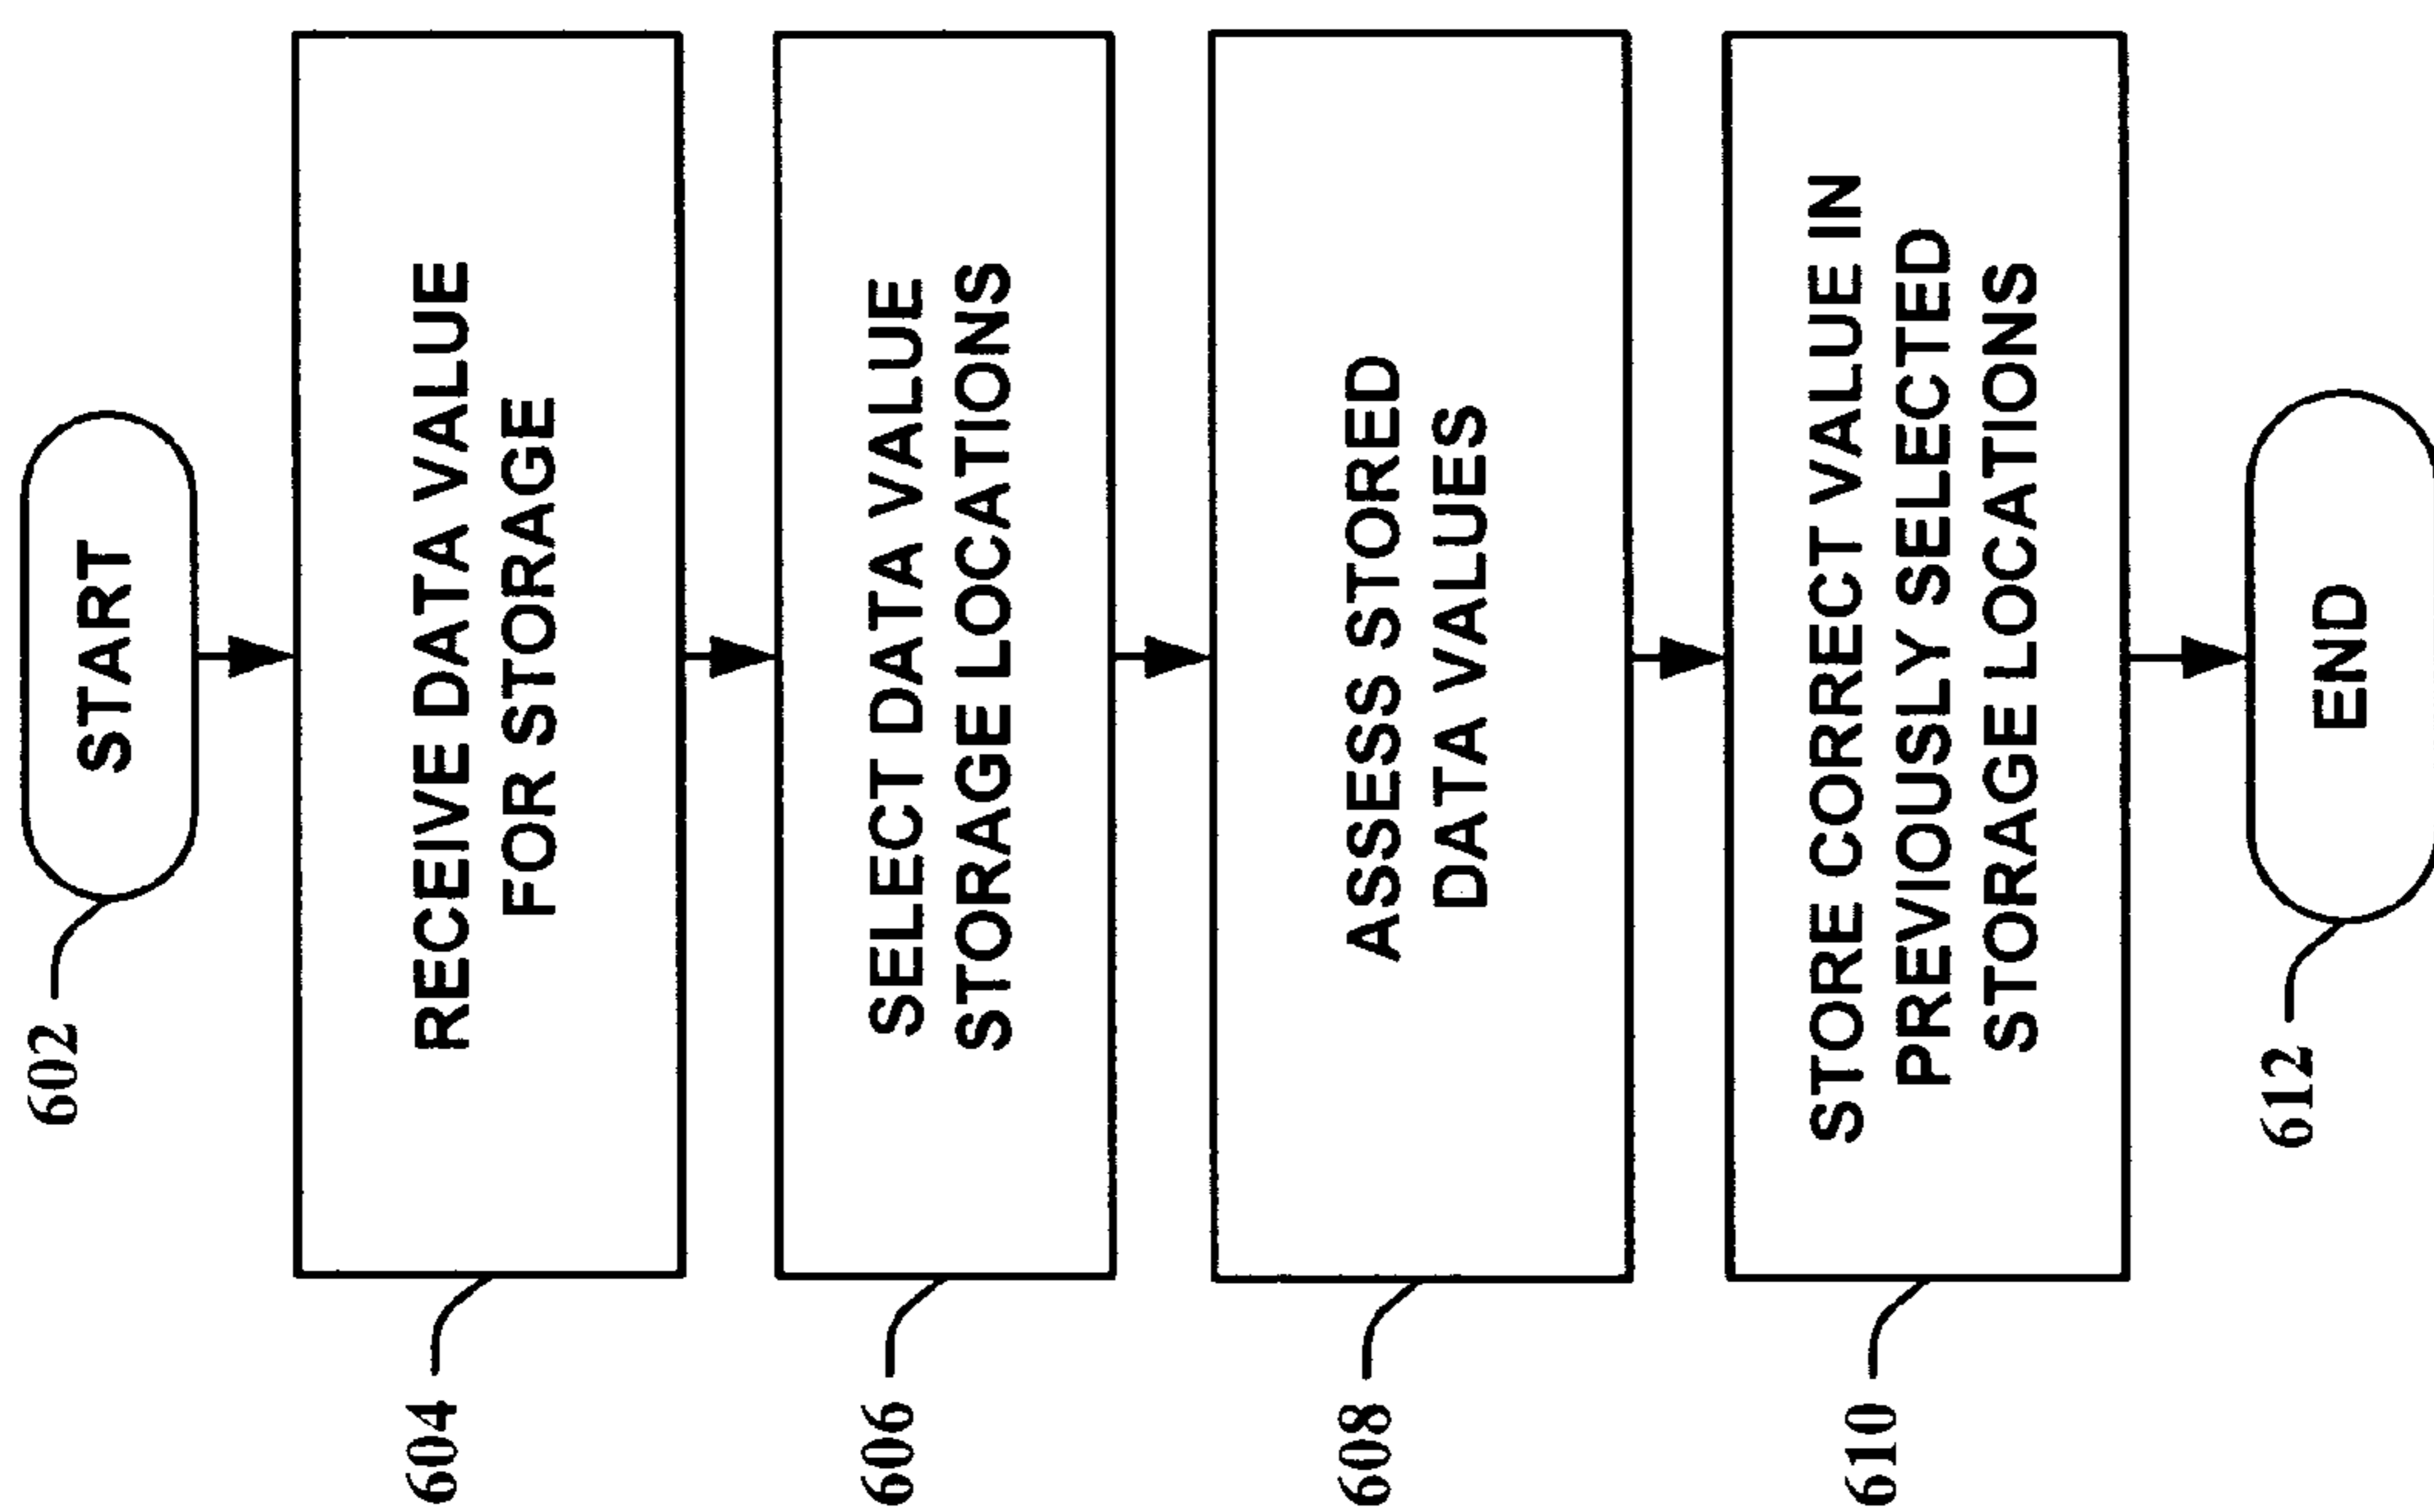 602
START
604
RECEIVE DATA VALUE
FOR STORAGE
606
SELECT DATA VALUE
STORAGE LOCATIONS
608
ASSESS STORED
DATA VALUES
610
STORE CORRECT VALUE IN
PREVIOUSLY SELECTED
STORAGE LOCATIONS
612
END